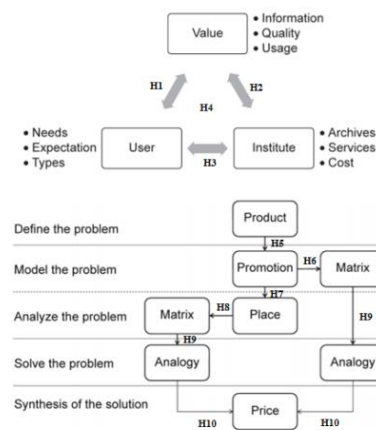 Value
• Information
• Quality
• Usage
H1
H2
H4
• Needs
• Expectation
• Types
User
H3
Institute
• Archives
• Services
• Cost
Define the problem
Product
H5
Model the problem
Promotion
H6
Matrix
H7
Analyze the problem
Matrix
H8
Place
H9
H9
Solve the problem
Analogy
Analogy
Synthesis of the solution
Price
H10
H10